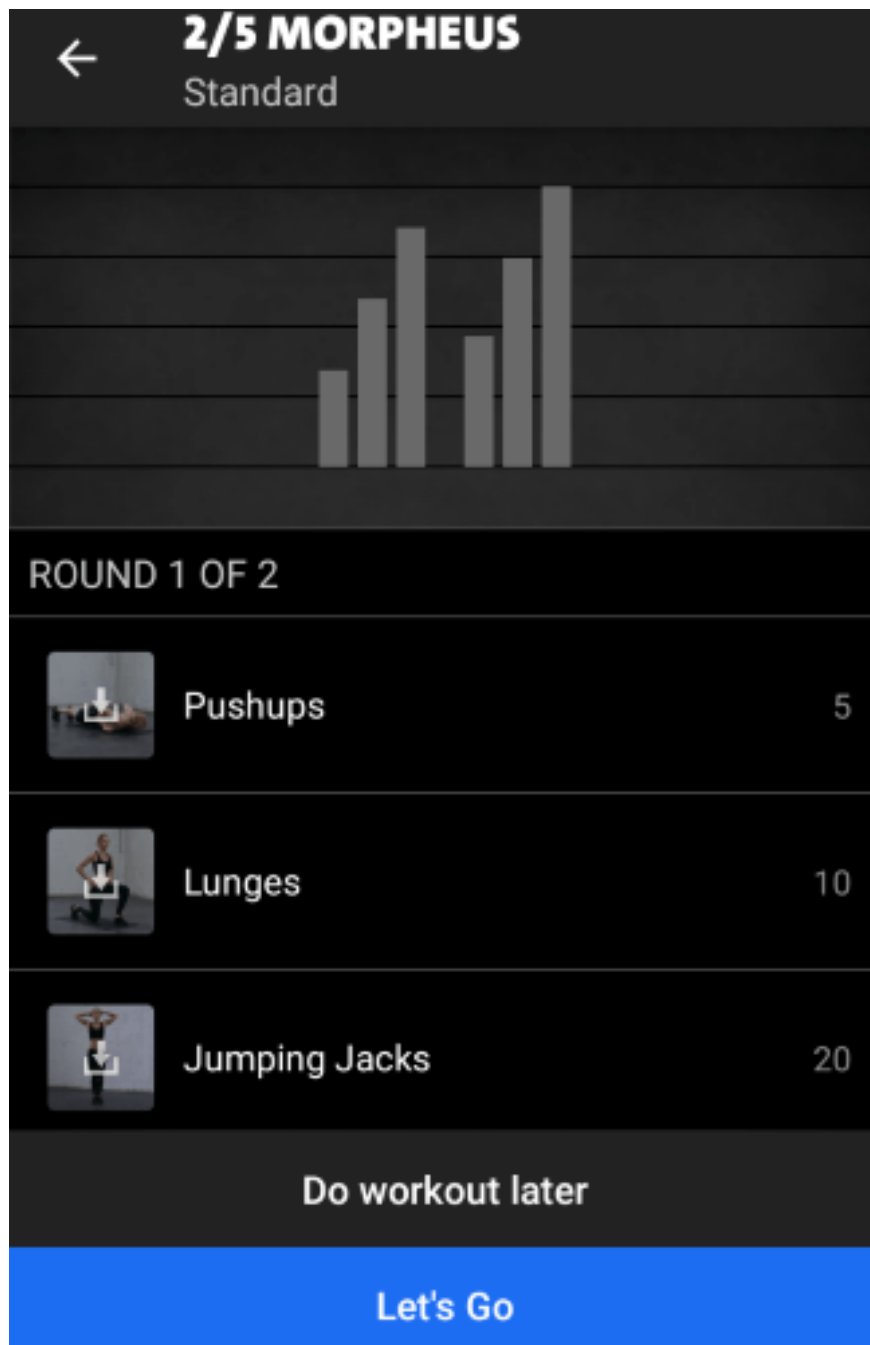 2/5 MORPHEUS
Standard
ROUND 1 OF 2
Pushups 5
Lunges 10
Jumping Jacks 20
Do workout later
Let's Go